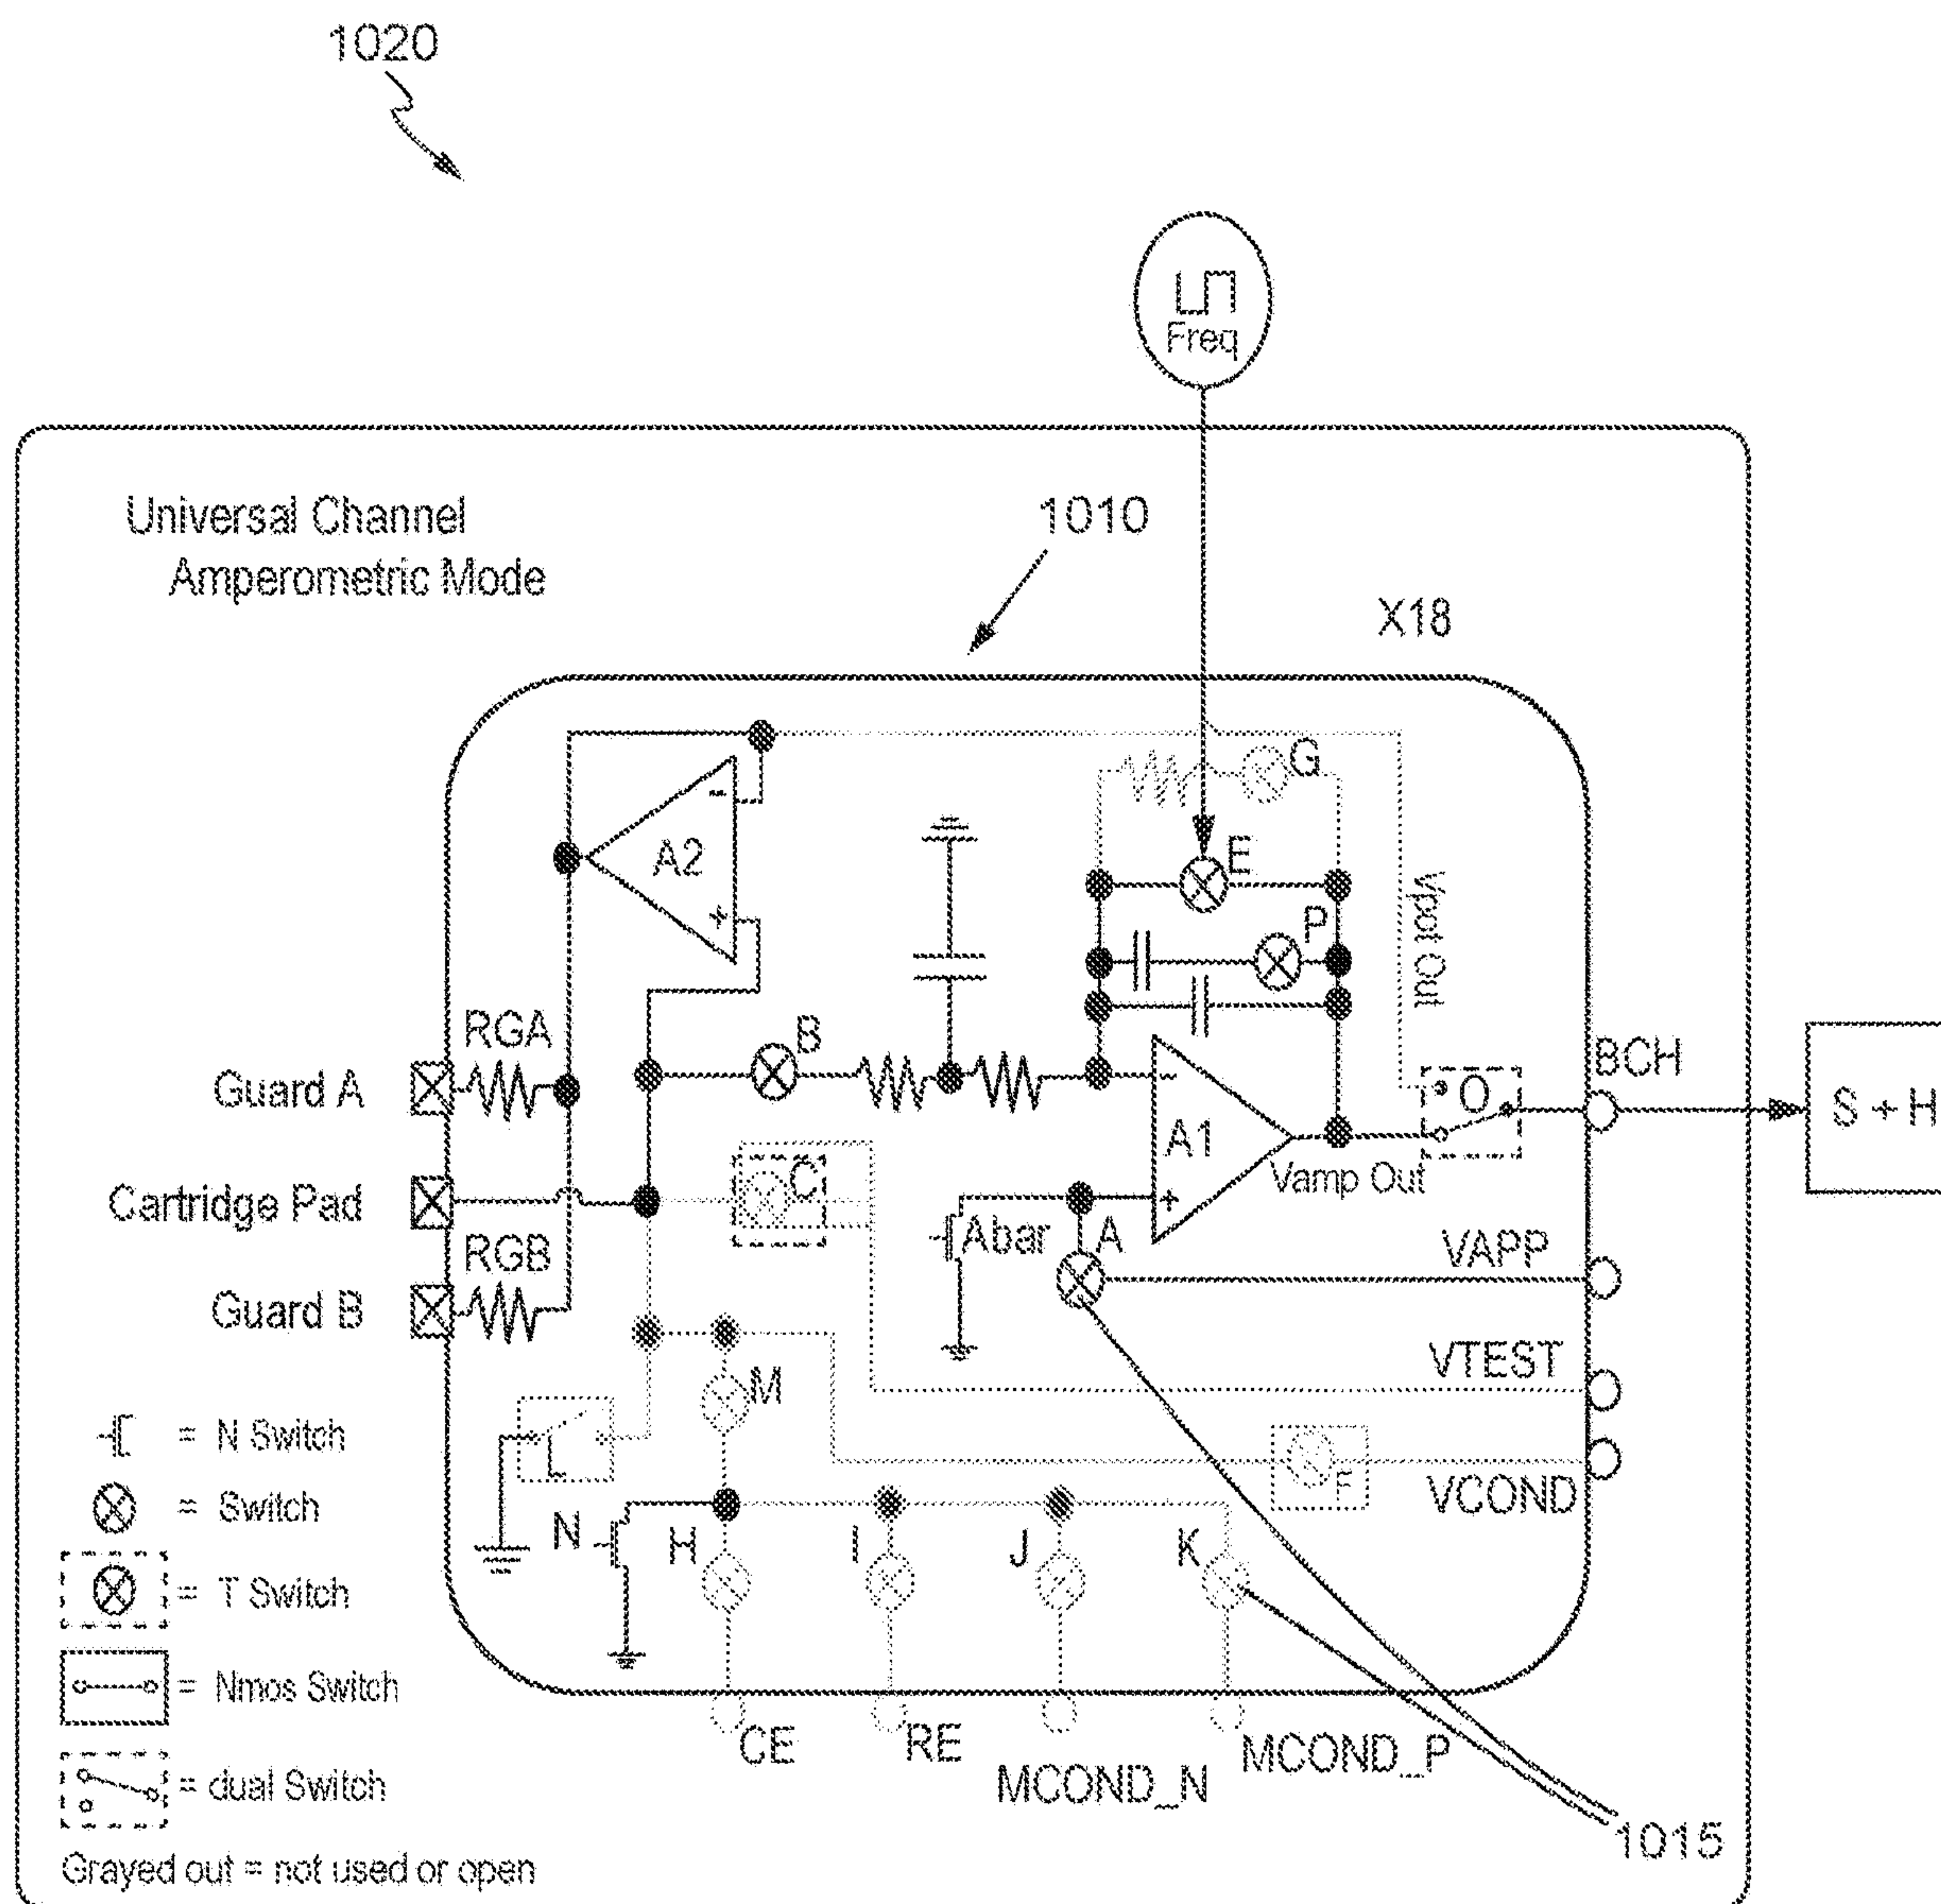 1020
Freq
Universal Channel
Amperometric Mode
1010
X18
G
A2
-
+
E
P
Vpot Out
RGA
B
BCH
Guard A
O
S + H
-
A1
C
Cartridge Pad
Vamp Out
+
Abar
A
VAPP
RGB
Guard B
VTEST
M
= N Switch
L
F
VCOND
= Switch
N
H
I
J
K
= T Switch
= Nmos Switch
CE
RE
MCOND_N
MCOND_P
= dual Switch
1015
Grayed out = not used or open